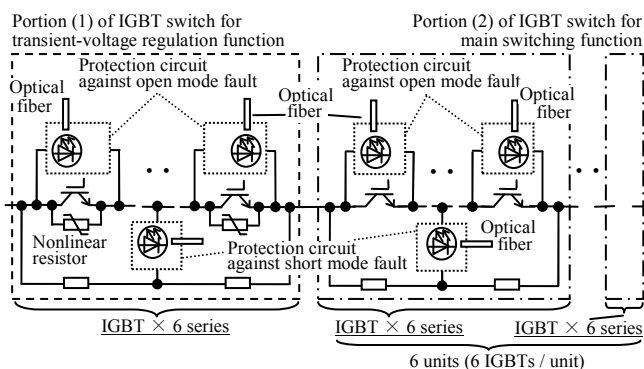 Portion (1) of IGBT switch for
transient-voltage regulation function
Portion (2) of IGBT switch for
main switching function
Protection circuit
against open mode fault
Optical
fiber
Optical
fiber
Protection circuit
against open mode fault
Optical
fiber
Nonlinear
resistor
Protection circuit
against short mode fault
Optical
fiber
IGBT × 6 series
IGBT × 6 series
IGBT × 6 series
6 units (6 IGBTs / unit)